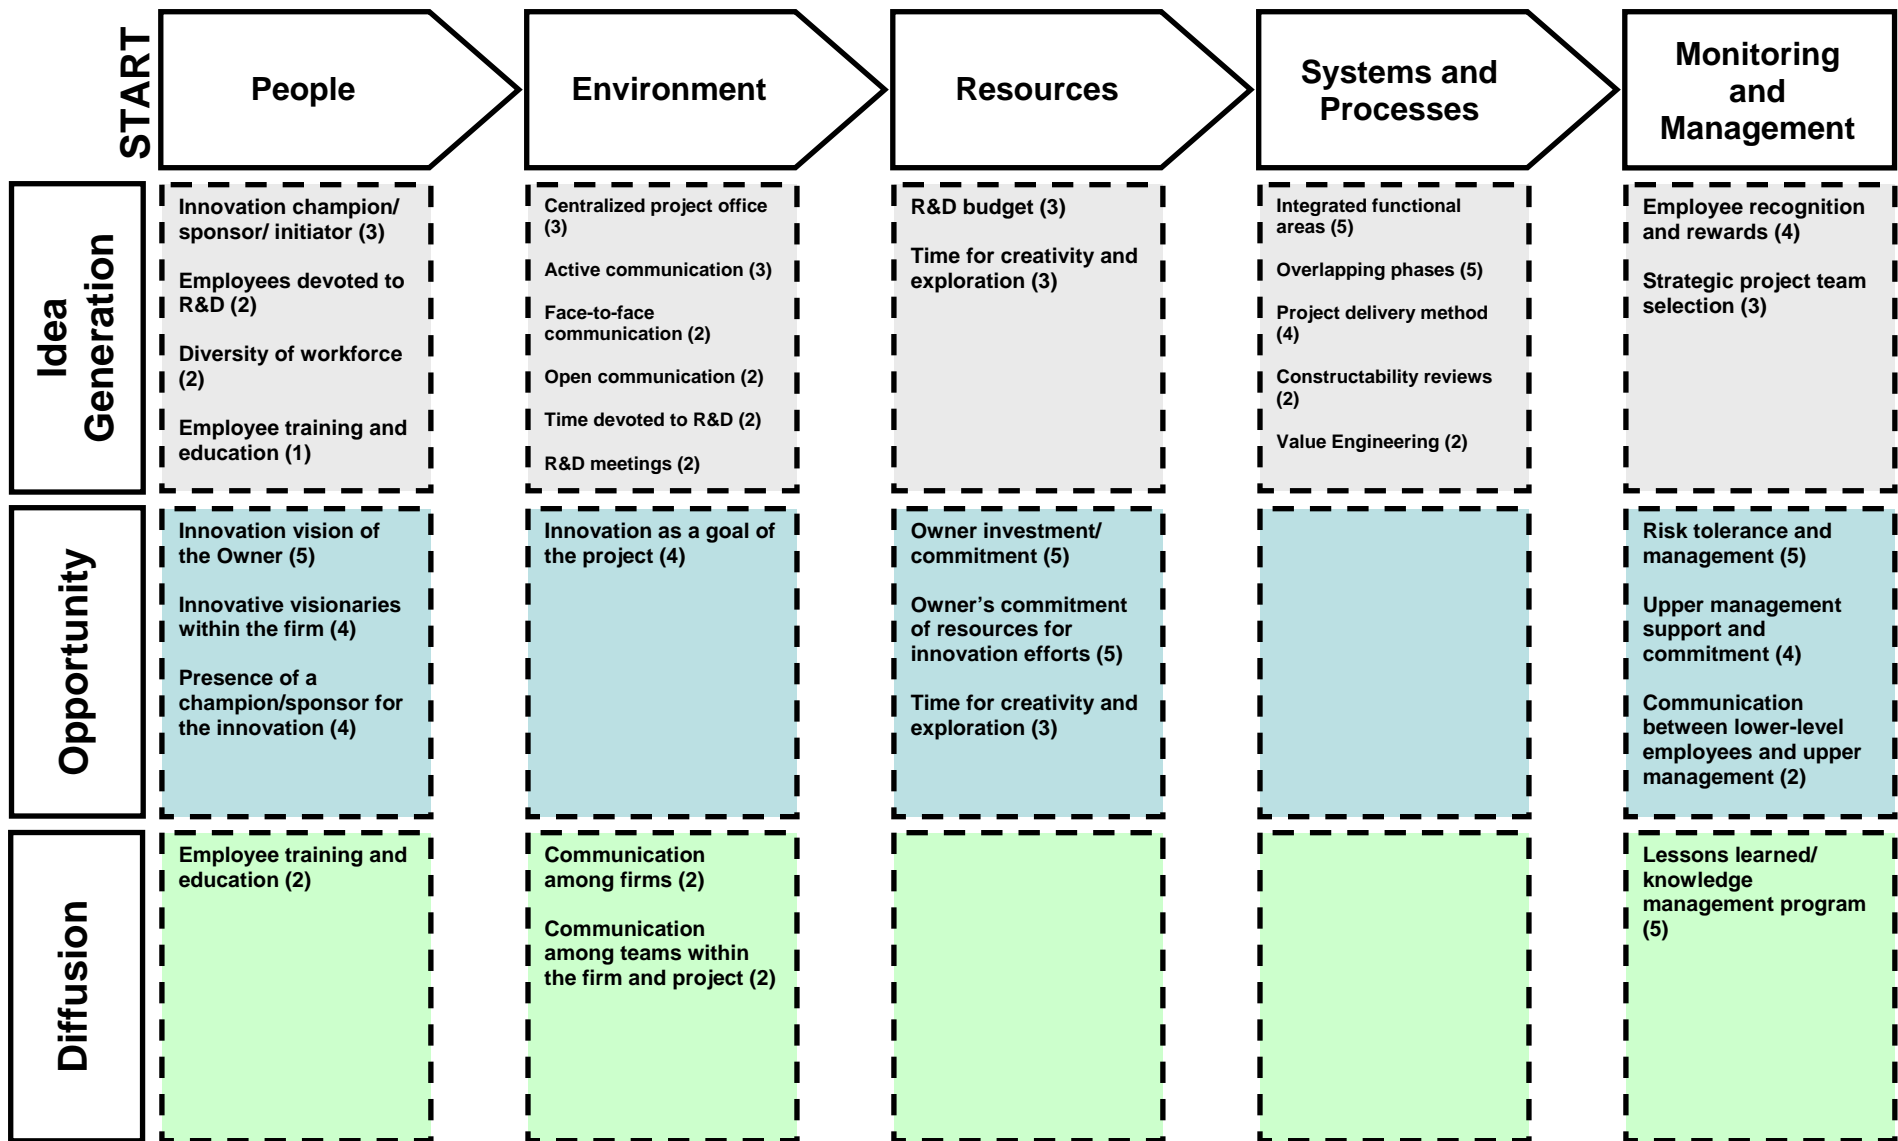 START
People
Environment
Resources
Systems and
Processes
Monitoring
and
Management
Idea
Generation
Innovation champion/
sponsor/ initiator (3)
Employees devoted to
R&D (2)
Diversity of workforce
(2)
Employee training and
education (1)
Centralized project office
(3)
Active communication (3)
Face-to-face
communication (2)
Open communication (2)
Time devoted to R&D (2)
R&D meetings (2)
R&D budget (3)
Time for creativity and
exploration (3)
Integrated functional
areas (5)
Overlapping phases (5)
Project delivery method
(4)
Constructability reviews
(2)
Value Engineering (2)
Employee recognition
and rewards (4)
Strategic project team
selection (3)
Opportunity
Innovation vision of
the Owner (5)
Innovative visionaries
within the firm (4)
Presence of a
champion/sponsor for
the innovation (4)
Innovation as a goal of
the project (4)
Owner investment/
commitment (5)
Owner’s commitment
of resources for
innovation efforts (5)
Time for creativity and
exploration (3)
Risk tolerance and
management (5)
Upper management
support and
commitment (4)
Communication
between lower-level
employees and upper
management (2)
Diffusion
Employee training and
education (2)
Communication
among firms (2)
Communication
among teams within
the firm and project (2)
Lessons learned/
knowledge
management program
(5)